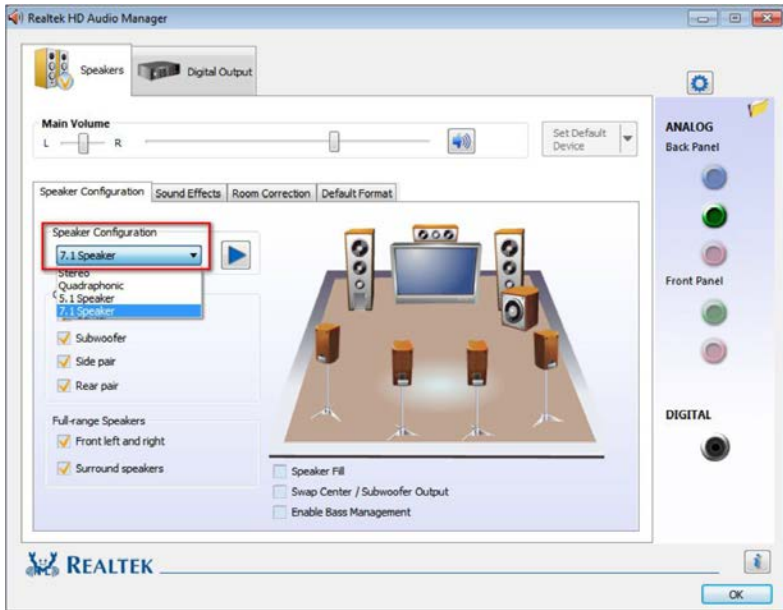 Realtek HD Audio Manager
Speakers
Digital Output
Main Volume
L
R
Set Default
Device
Speaker Configuration
Sound Effects
Room Correction
Default Format
Speaker Configuration
7.1 Speaker
Stereo
Quadraphonic
5.1 Speaker
7.1 Speaker
Subwoofer
Side pair
Rear pair
Full-range Speakers
Front left and right
Surround speakers
Speaker Fill
Swap Center / Subwoofer Output
Enable Bass Management
ANALOG
Back Panel
Front Panel
DIGITAL
REALTEK
i
OK